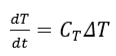 dT/dt = C_T ΔT